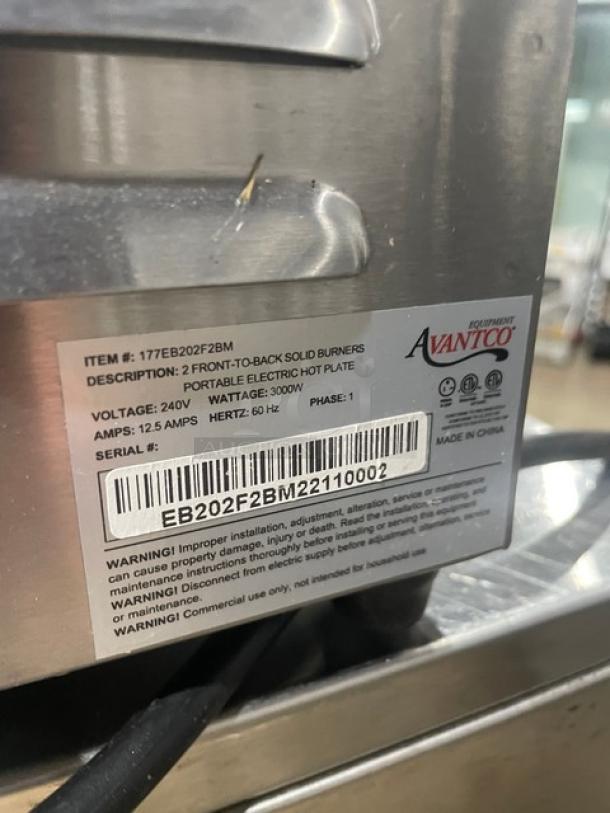 EQUIPMENT
AVANTCO
ITEM #: 177EB202F2BM
DESCRIPTION: 2 FRONT-TO-BACK SOLID BURNERS
PORTABLE ELECTRIC HOT PLATE
VOLTAGE: 240V WATTAGE: 3000W
AMPS: 12.5 AMPS HERTZ: 60 Hz PHASE: 1
SERIAL #:
MADE IN CHINA
EB202F2BM22110002
WARNING! Improper installation, adjustment, alteration, service or maintenance
can cause property damage, injury or death. Read the installation, operating, and
maintenance instructions thoroughly before installing or servicing this equipment
WARNING! Disconnect from electric supply before adjustment, alternation, service
or maintenance.
WARNING! Commercial use only, not intended for household use